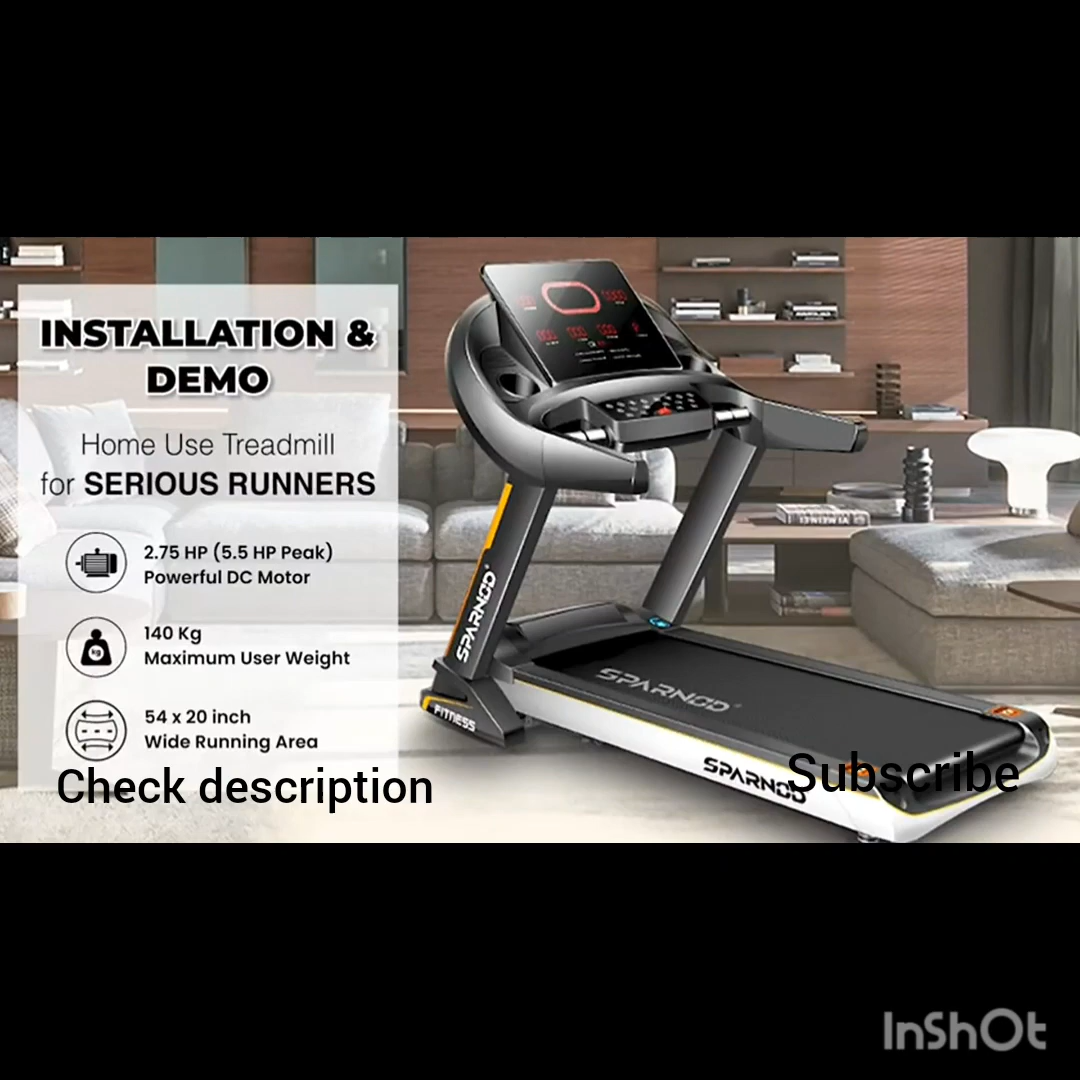 INSTALLATION &
DEMO
Home Use Treadmill
for SERIOUS RUNNERS
2.75 HP (5.5 HP Peak)
Powerful DC Motor
kg
140 Kg
Maximum User Weight
54 x 20 inch
Wide Running Area
Check description
SPARNOD
FITNESS
SPARNOD
SPARNOD
Subscribe
InShOt